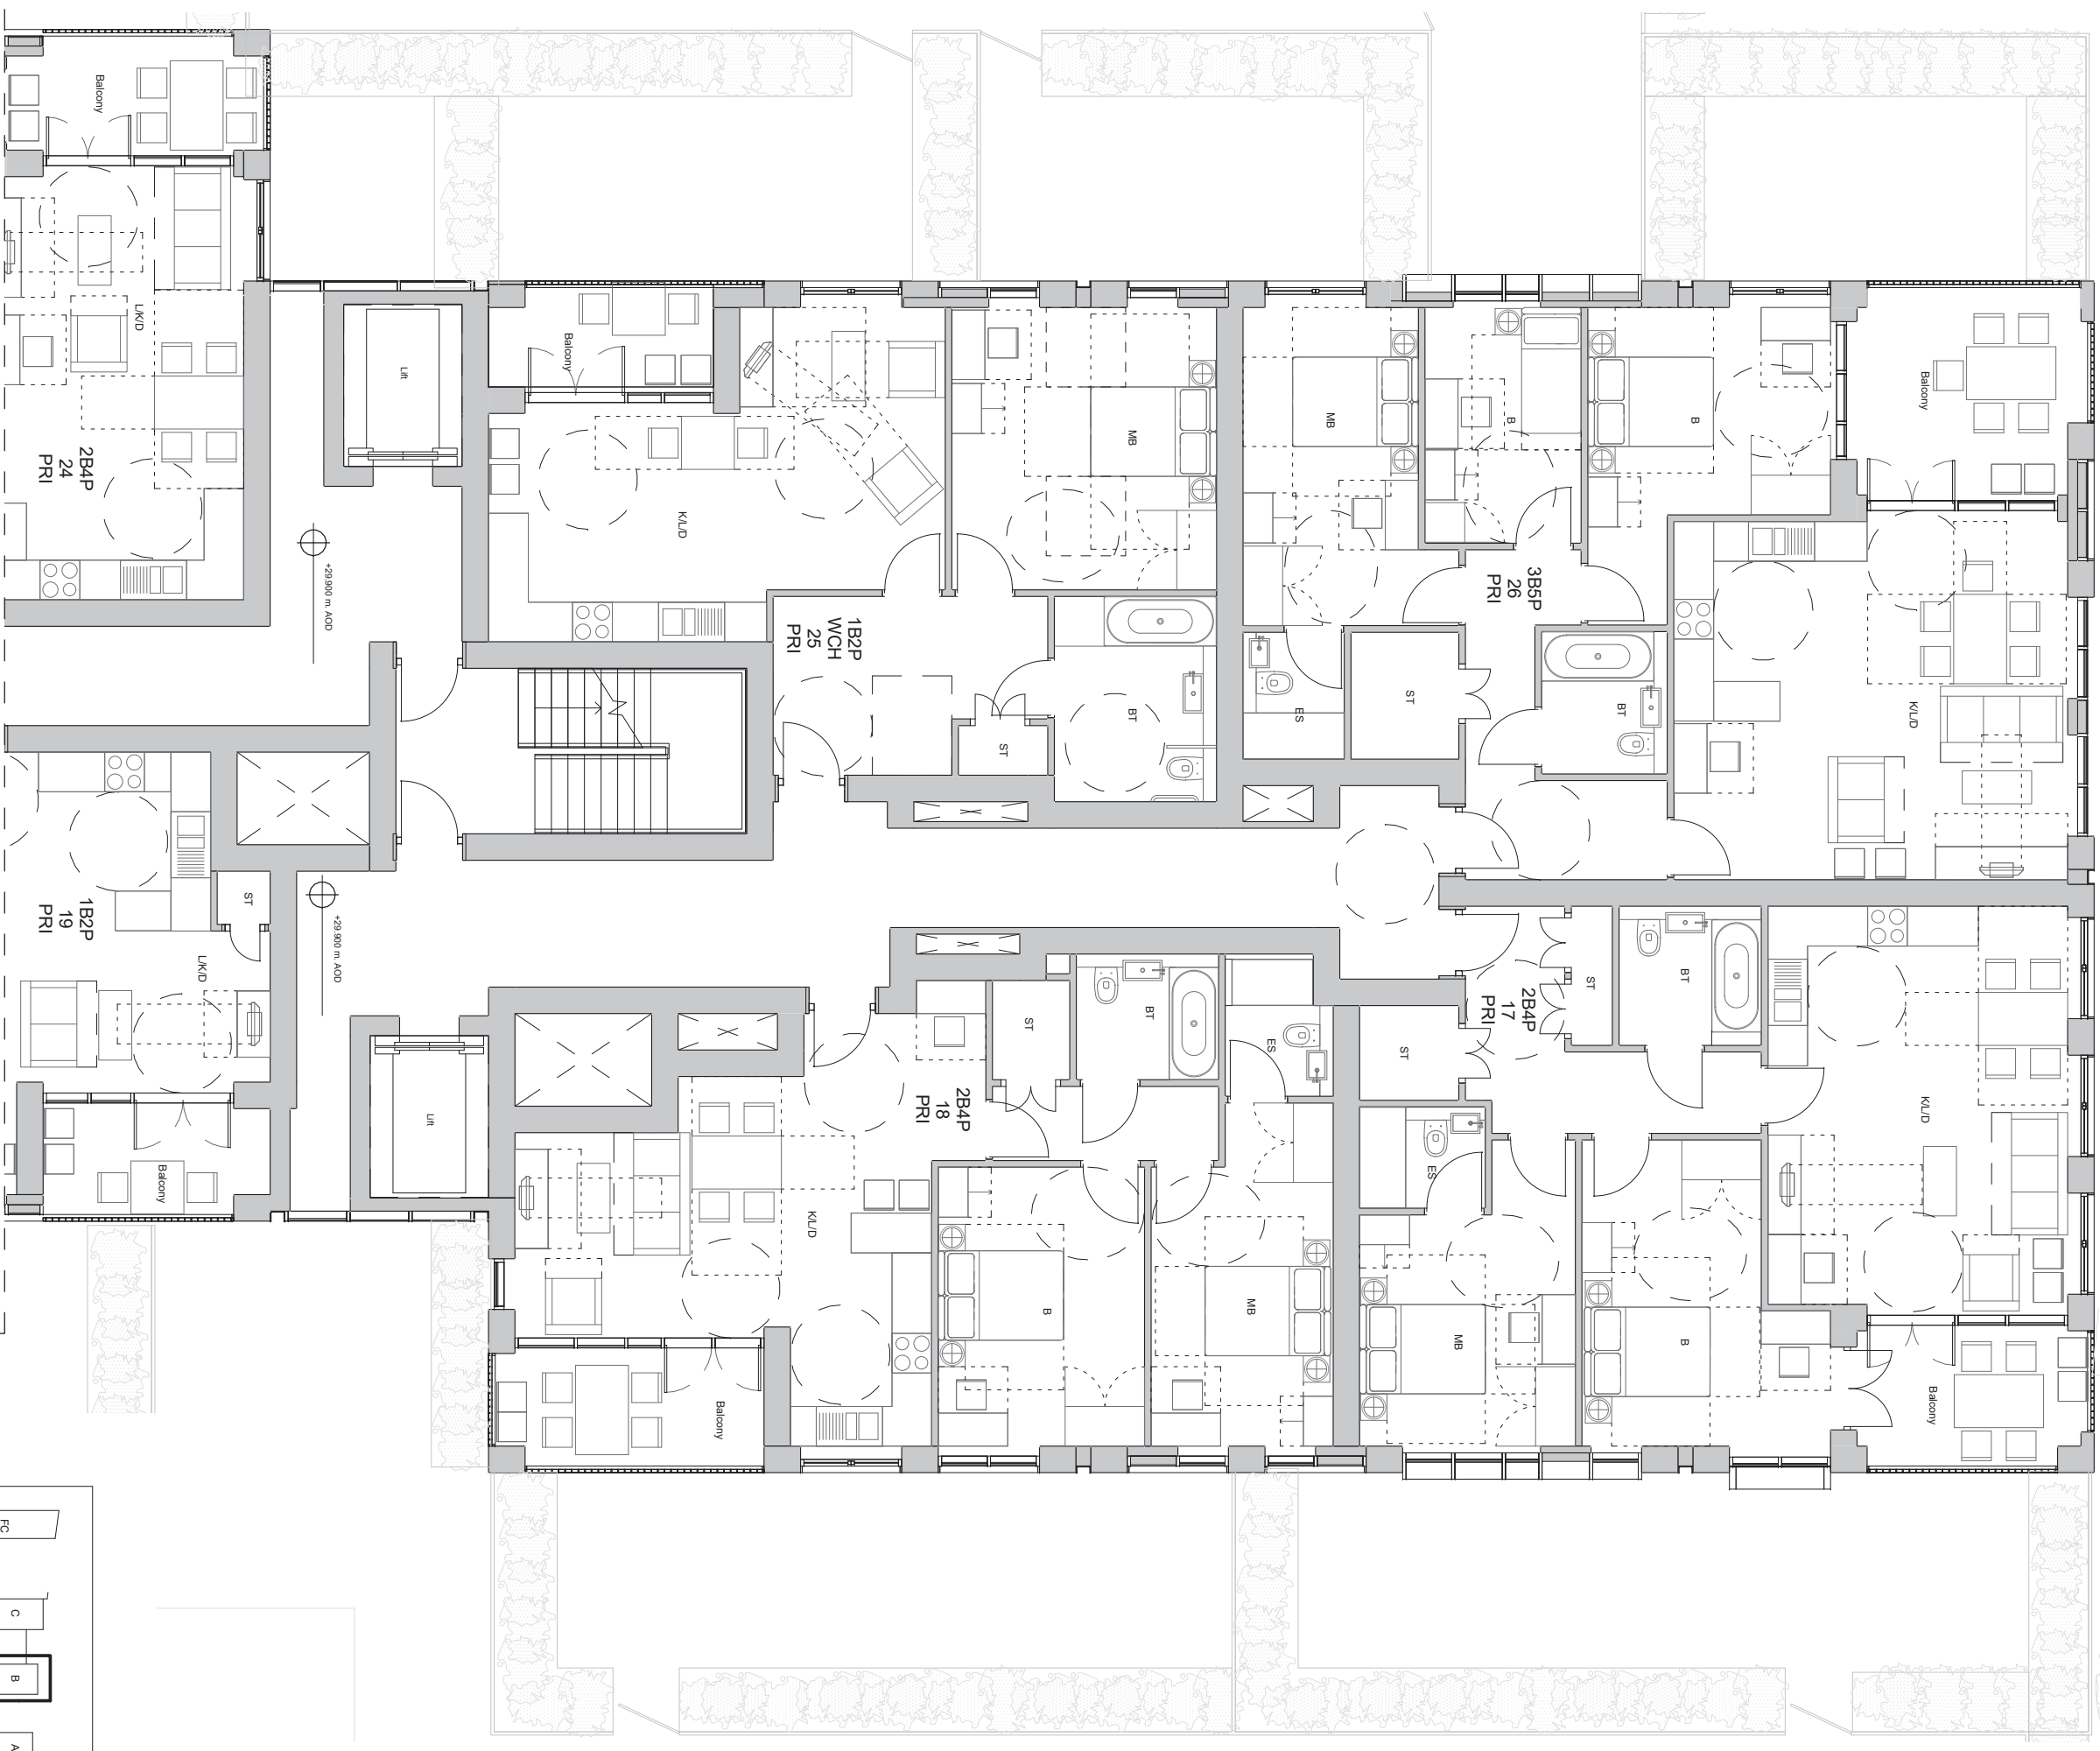 Balcony
L/K/D
2B4P
24
PRI
Lift
+29.900 m. AOD
Balcony
K/L/D
MB
1B2P
WCH
25
PRI
BT
ST
MB
B
B
3B5P
26
PRI
ES
ST
BT
K/L/D
Balcony
1B2P
19
PRI
ST
L/K/D
Balcony
+29.900 m. AOD
Lift
2B4P
18
PRI
ST
BT
ES
K/L/D
B
MB
Balcony
2B4P
17
PRI
ST
ST
BT
ES
MB
B
K/L/D
Balcony
FC
C
B
A